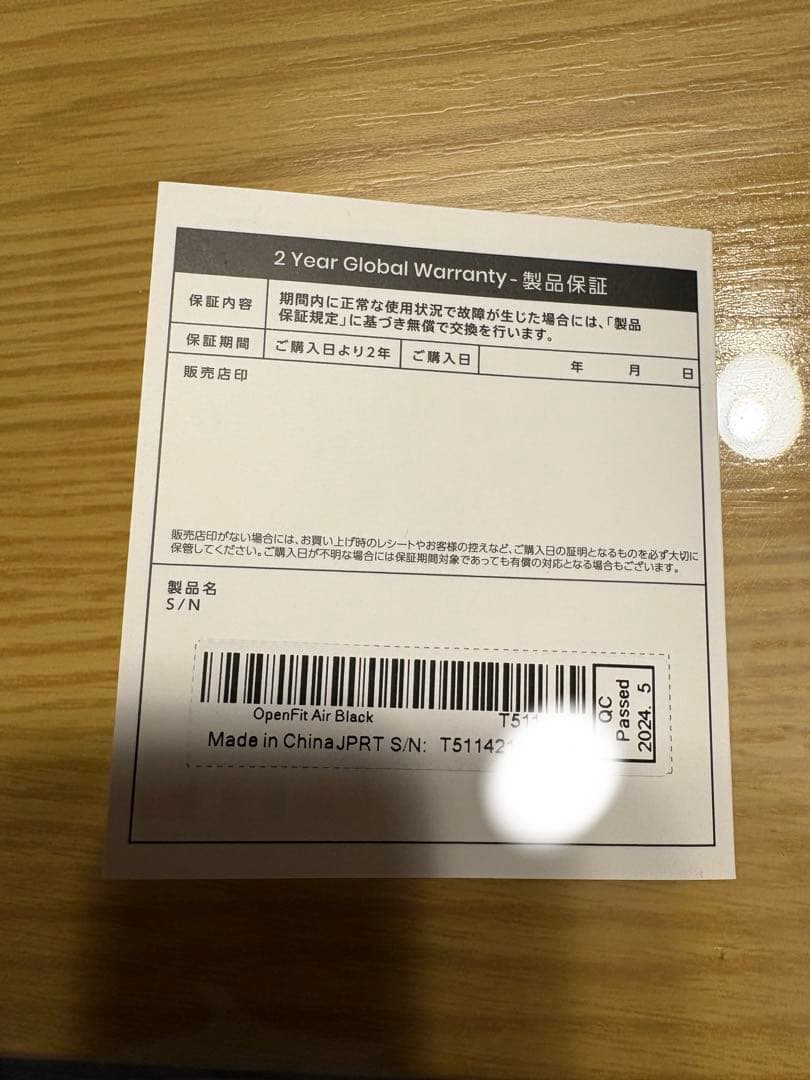 2 Year Global Warranty - 製品保証
保証内容
期間内に正常な使用状況で故障が生じた場合には、「製品
保証規定」に基づき無償で交換を行います。
保証期間 ご購入日より2年 ご購入日 年 月 日
販売店印
販売店印がない場合には、お買い上げ時のレシートやお客様の控えなど、ご購入日の証明となるものを必ず大切に
保管してください。ご購入日が不明な場合には保証期間対象であっても有償の対応となる場合もございます。
製品名
S/N
OpenFit Air Black
Made in China JPRT S/N:
QC
Passed
2024. 5